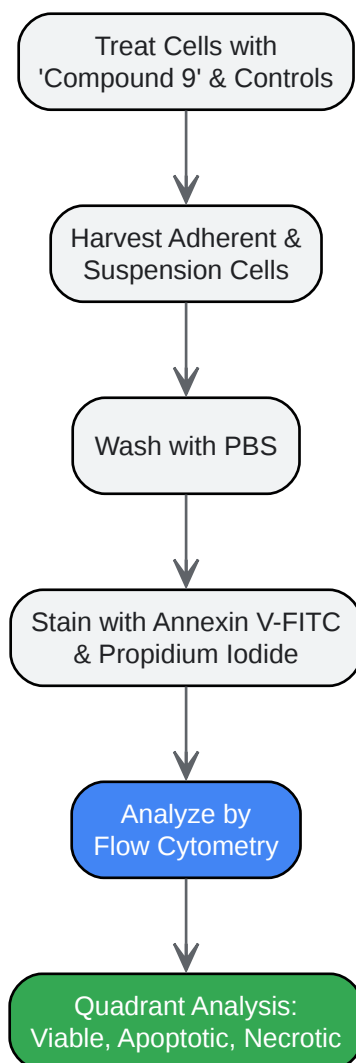 Treat Cells with
'Compound 9' & Controls
Harvest Adherent &
Suspension Cells
Wash with PBS
Stain with Annexin V-FITC
& Propidium Iodide
Analyze by
Flow Cytometry
Quadrant Analysis:
Viable, Apoptotic, Necrotic